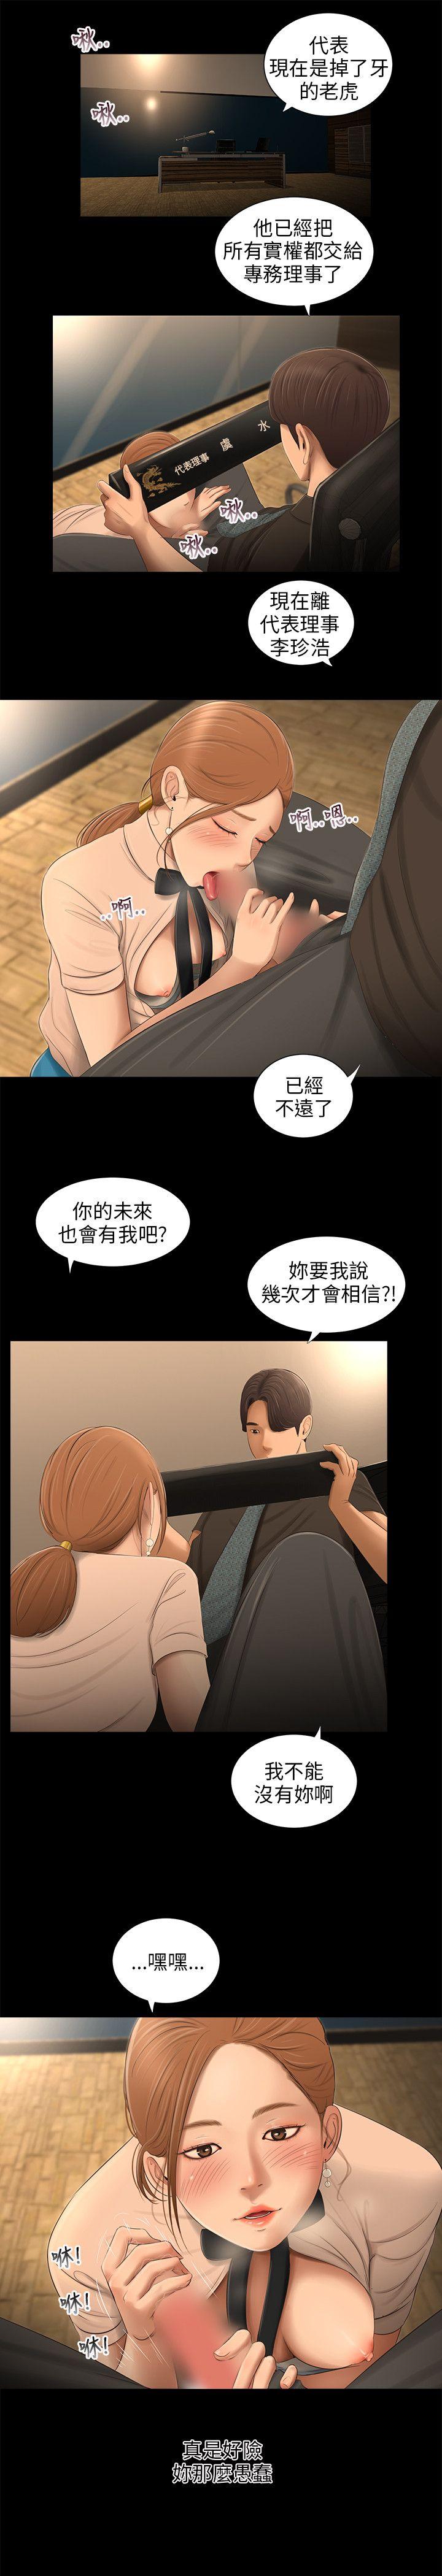 啾..
代表
現在是掉了牙
的老虎
啾..
他已經把
所有實權都交給
專務理事了
代表理事 虞 水
啾..
啾..
現在離
代表理事
李珍浩
啊..嗯..
..啊..
已經
不遠了
你的未來
也會有我吧?
妳要我說
幾次才會相信?!
我不能
沒有妳啊
...嘿嘿...
咻!
咻!
咻!
真是好險
妳那麼愚蠢